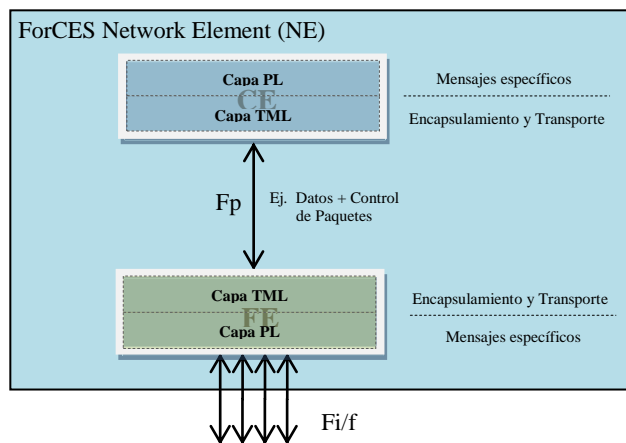 ForCES Network Element (NE)
Capa PL
CE
Capa TML
Mensajes específicos
Encapsulamiento y Transporte
Fp
Ej. Datos + Control
de Paquetes
Capa TML
FE
Capa PL
Encapsulamiento y Transporte
Mensajes específicos
Fi/f